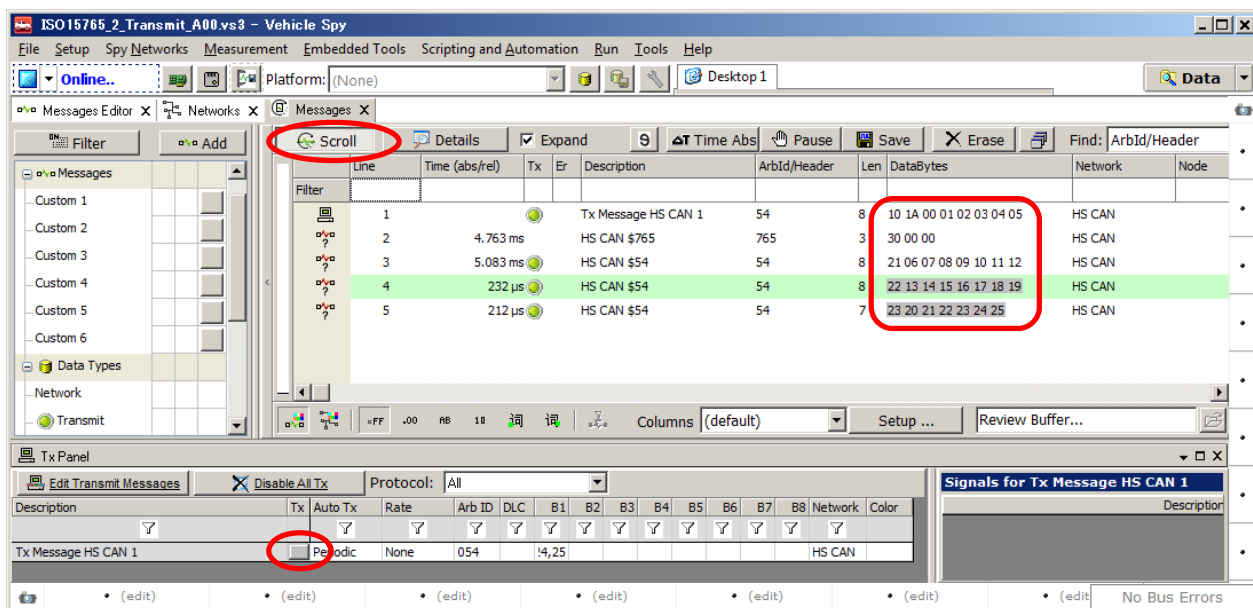 ISO15765_2_Transmit_A00.vs3 - Vehicle Spy
File Setup Spy Networks Measurement Embedded Tools Scripting and Automation Run Tools Help
Online.. Platform: (None) Desktop 1 Data
Messages Editor X Networks X Messages X
Filter Add Scroll Details Expand 9 ΔT Time Abs Pause Save Erase Find: ArbId/Header
Line Time (abs/rel) Tx Er Description ArbId/Header Len DataBytes Network Node
Filter
Messages
Custom 1
Custom 2
Custom 3
Custom 4
Custom 5
Custom 6
Data Types
Network
Transmit
1 Tx Message HS CAN 1 54 8 10 1A 00 01 02 03 04 05 HS CAN
2 4.763 ms HS CAN $765 765 3 30 00 00 HS CAN
3 5.083 ms HS CAN $54 54 8 21 06 07 08 09 10 11 12 HS CAN
4 232 µs HS CAN $54 54 8 22 13 14 15 16 17 18 19 HS CAN
5 212 µs HS CAN $54 54 7 23 20 21 22 23 24 25 HS CAN
×FF .00 AB 10 词 词 Columns (default) Setup ... Review Buffer...
Tx Panel
Edit Transmit Messages Disable All Tx Protocol: All Signals for Tx Message HS CAN 1
Description Tx Auto Tx Rate Arb ID DLC B1 B2 B3 B4 B5 B6 B7 B8 Network Color Description
Tx Message HS CAN 1 Periodic None 054 !4,25 HS CAN
(edit) (edit) (edit) (edit) (edit) (edit) (edit No Bus Errors